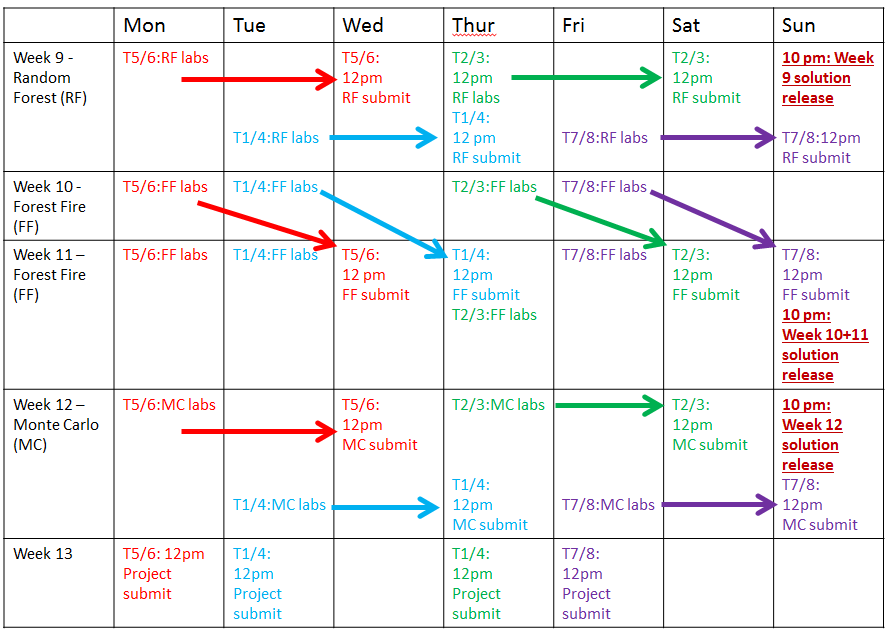 Mon
Tue
Wed
Thur
Fri
Sat
Sun
Week 9 -
Random
Forest (RF)
T5/6:RF labs
T1/4:RF labs
T5/6:
12pm
RF submit
T2/3:
12pm
RF labs
T1/4:
12 pm
RF submit
T7/8:RF labs
T2/3:
12pm
RF submit
10 pm: Week
9 solution
release
T7/8:12pm
RF submit
Week 10 -
Forest Fire
(FF)
T5/6:FF labs
T1/4:FF labs
T2/3:FF labs
T7/8:FF labs
Week 11 –
Forest Fire
(FF)
T5/6:FF labs
T1/4:FF labs
T5/6:
12 pm
FF submit
T1/4:
12pm
FF submit
T2/3:FF labs
T7/8:FF labs
T2/3:
12pm
FF submit
T7/8:
12pm
FF submit
10 pm:
Week 10+11
solution
release
Week 12 –
Monte Carlo
(MC)
T5/6:MC labs
T1/4:MC labs
T5/6:
12pm
MC submit
T2/3:MC labs
T1/4:
12pm
MC submit
T7/8:MC labs
T2/3:
12pm
MC submit
10 pm:
Week 12
solution
release
T7/8:
12pm
MC submit
Week 13
T5/6: 12pm
Project
submit
T1/4:
12pm
Project
submit
T1/4:
12pm
Project
submit
T7/8:
12pm
Project
submit